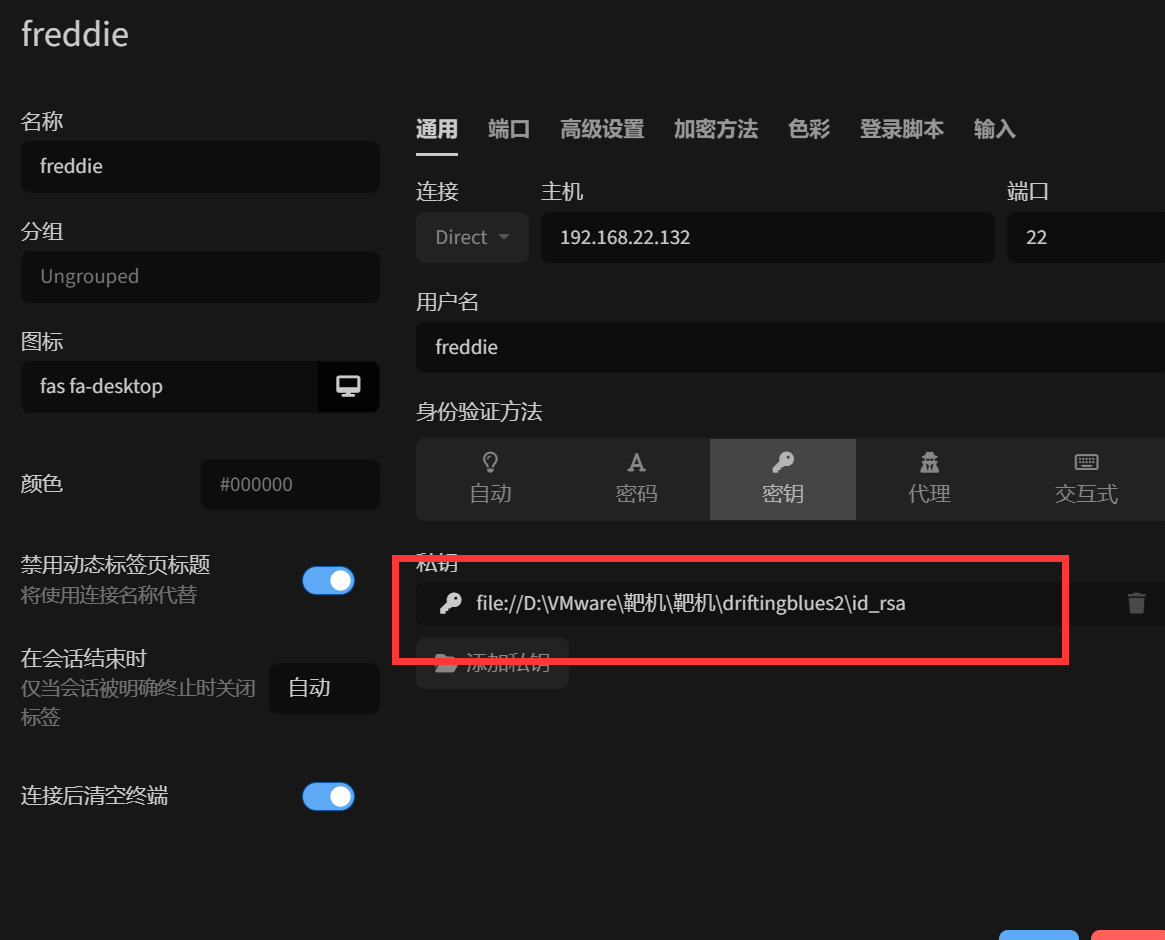 freddie
名称
freddie
分组
Ungrouped
图标
fas fa-desktop
颜色
#000000
禁用动态标签页标题
将使用连接名称代替
在会话结束时
仅当会话被明确终止时关闭
标签
自动
连接后清空终端
通用 端口 高级设置 加密方法 色彩 登录脚本 输入
连接 主机 端口
Direct 192.168.22.132 22
用户名
freddie
身份验证方法
自动 密码 密钥 代理 交互式
私钥
file://D:\VMware\靶机\靶机\driftingblues2\id_rsa
添加私钥